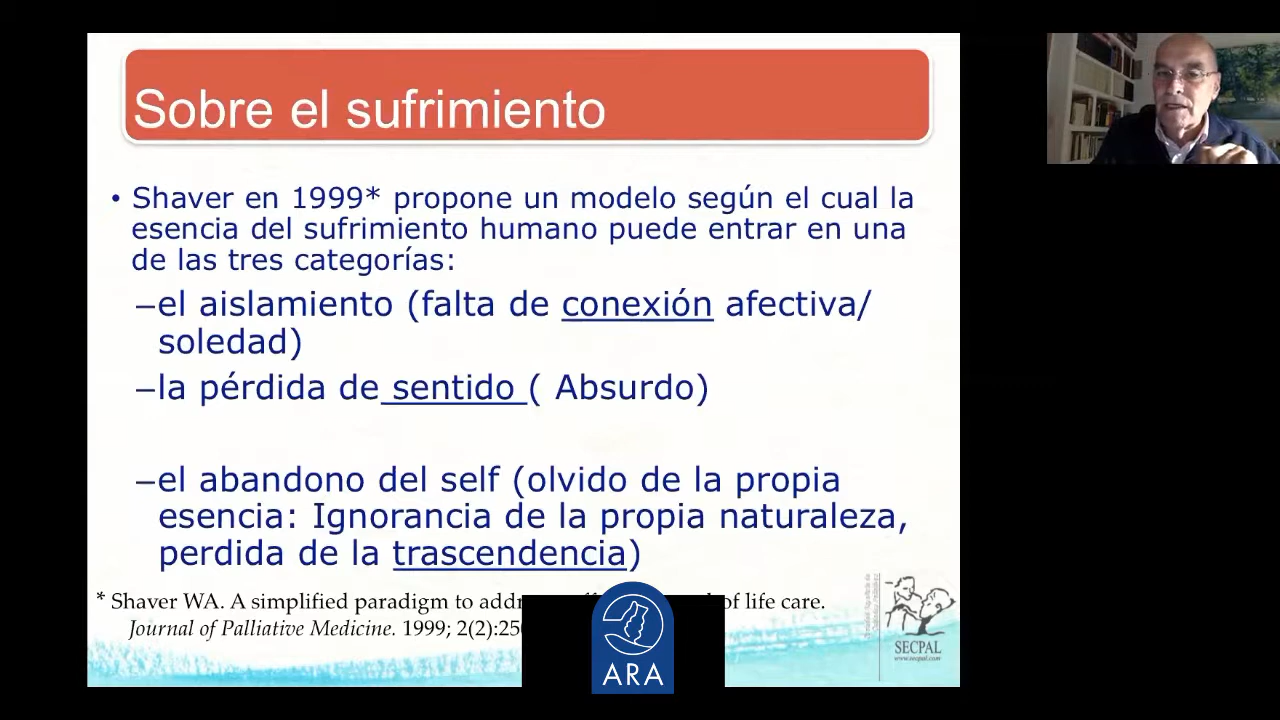 Sobre el sufrimiento
• Shaver en 1999* propone un modelo según el cual la
esencia del sufrimiento humano puede entrar en una
de las tres categorías:
–el aislamiento (falta de conexión afectiva/
soledad)
–la pérdida de sentido ( Absurdo)
–el abandono del self (olvido de la propia
esencia: Ignorancia de la propia naturaleza,
perdida de la trascendencia)
* Shaver WA. A simplified paradigm to of life care.
Journal of Palliative Medicine. 1999; 2(2):
SECPAL
www.secpal.com
ARA